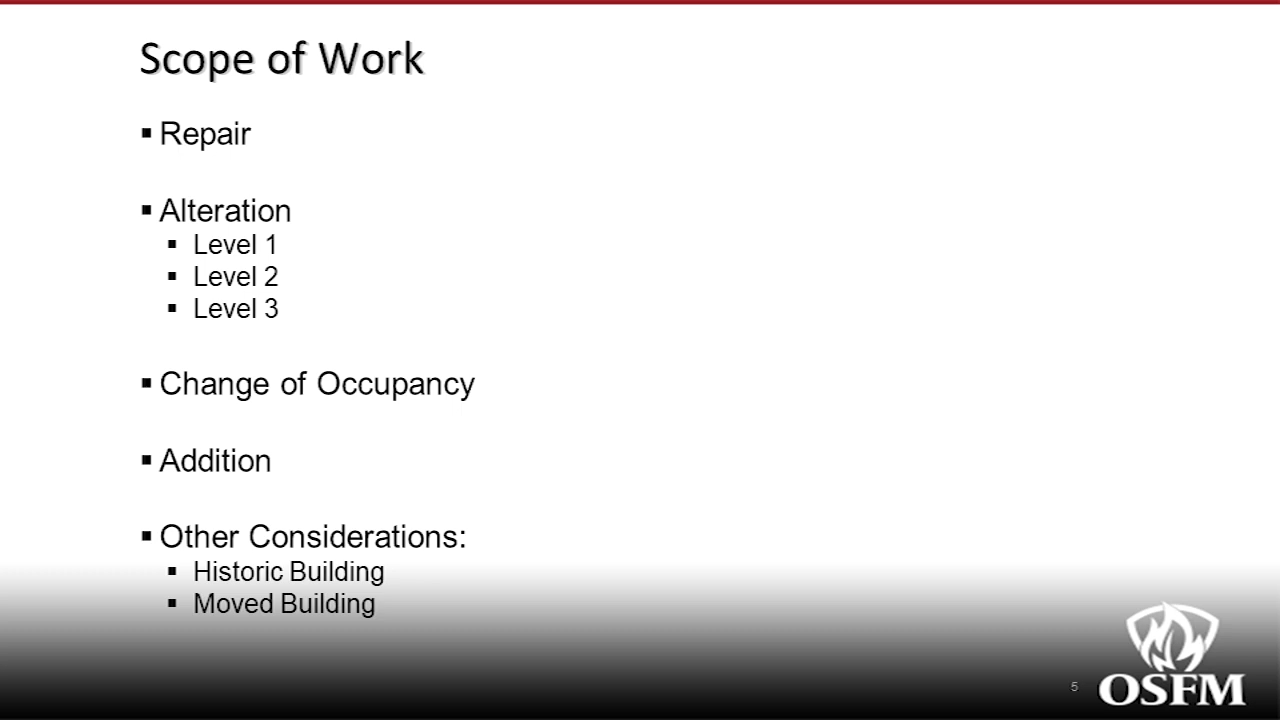 Scope of Work
▪ Repair
▪ Alteration
▪ Level 1
▪ Level 2
▪ Level 3
▪ Change of Occupancy
▪ Addition
▪ Other Considerations:
▪ Historic Building
▪ Moved Building
5
OSFM